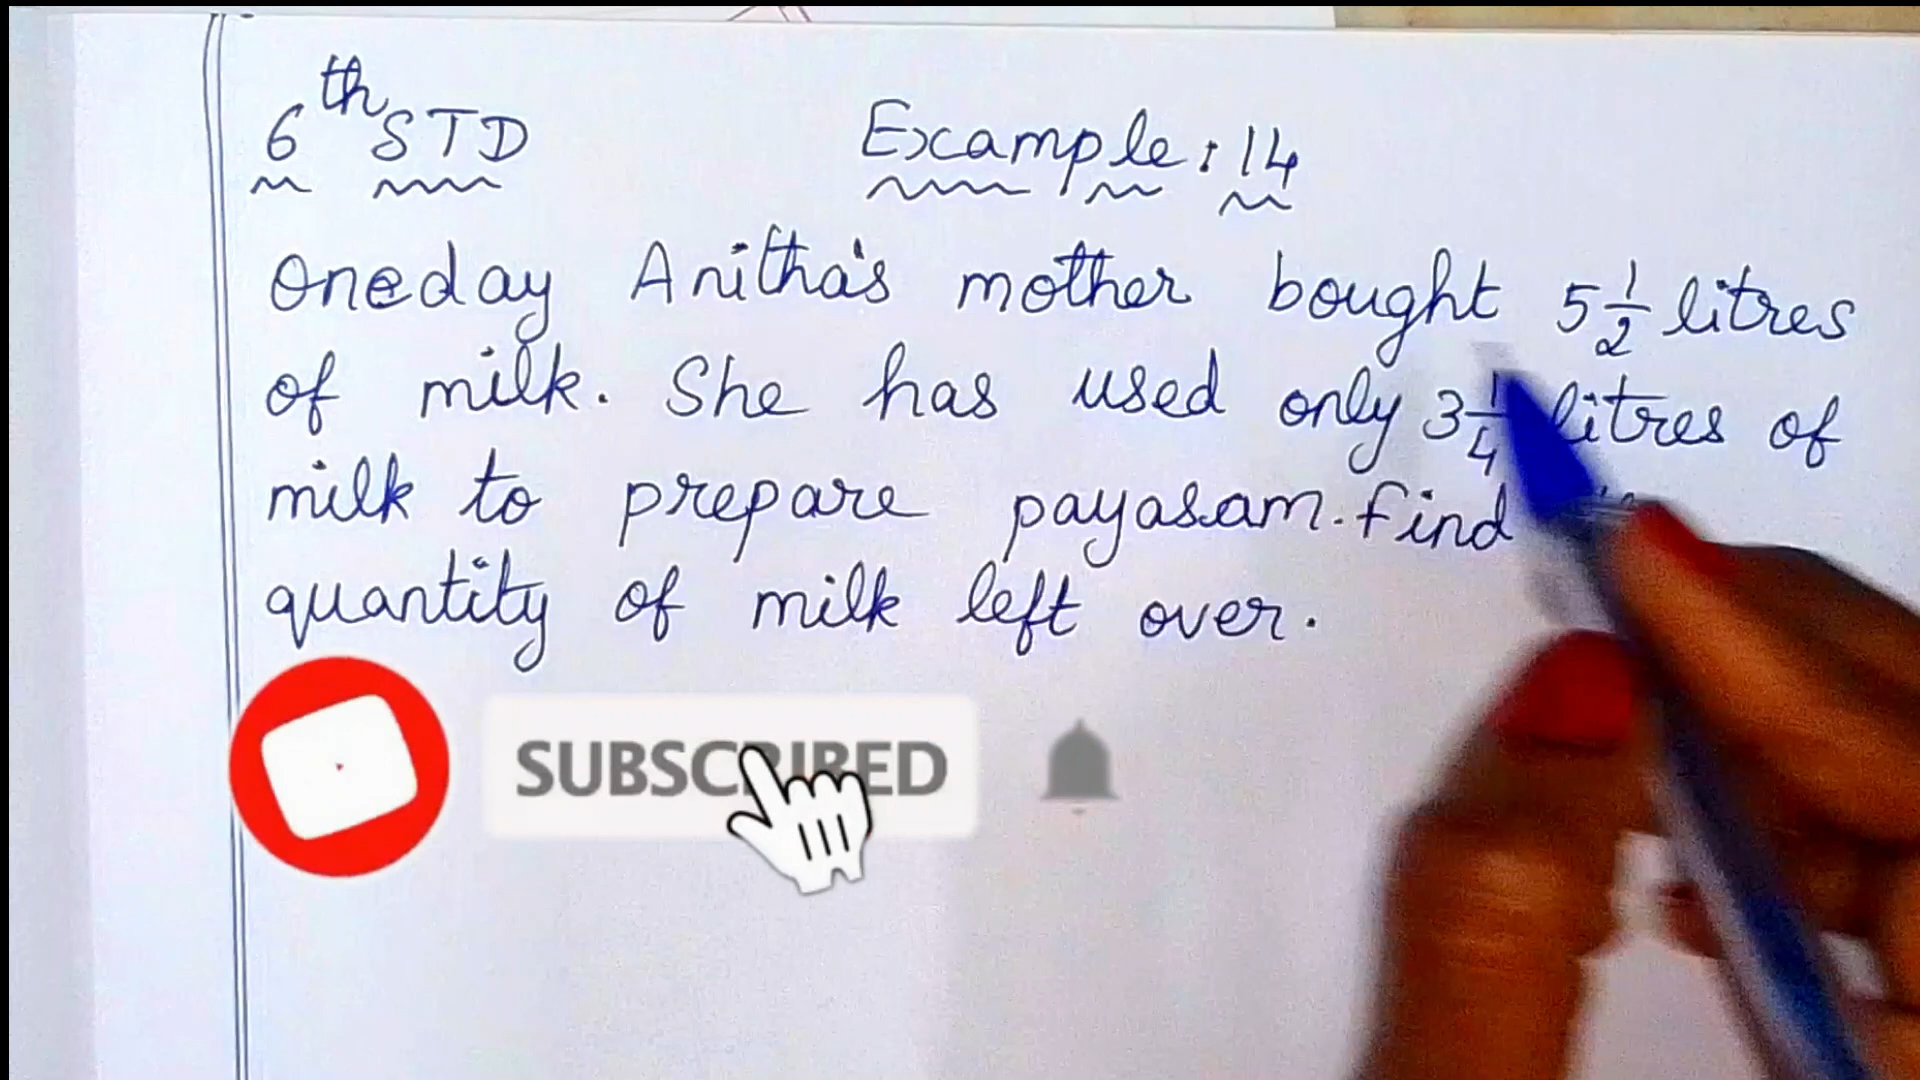 6th STD Example: 14
Oneday Anitha's mother bought 5 1/2 litres
of milk. She has used only 3 1/4 litres of
milk to prepare payasam. Find
quantity of milk left over.
SUBSCRIBED